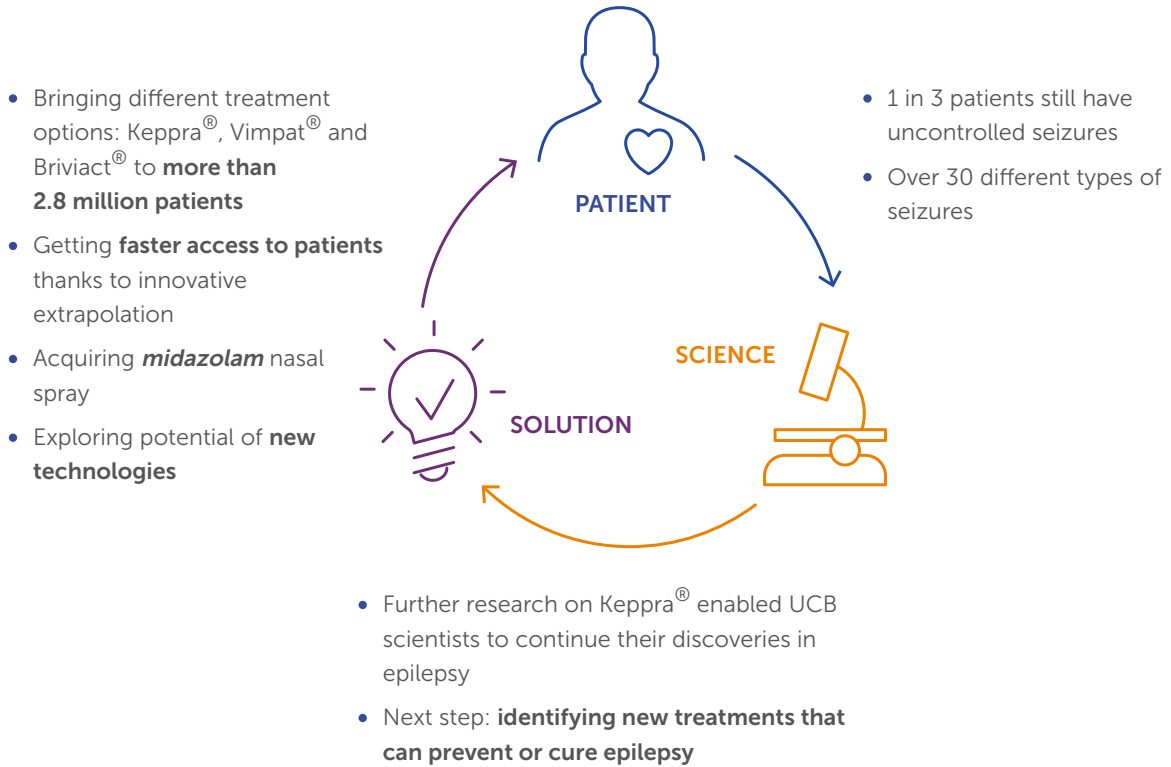 • Bringing different treatment
options: Keppra®, Vimpat® and
Briviact® to more than
2.8 million patients
• Getting faster access to patients
thanks to innovative
extrapolation
• Acquiring midazolam nasal
spray
• Exploring potential of new
technologies
PATIENT
• 1 in 3 patients still have
uncontrolled seizures
• Over 30 different types of
seizures
SCIENCE
SOLUTION
• Further research on Keppra® enabled UCB
scientists to continue their discoveries in
epilepsy
• Next step: identifying new treatments that
can prevent or cure epilepsy